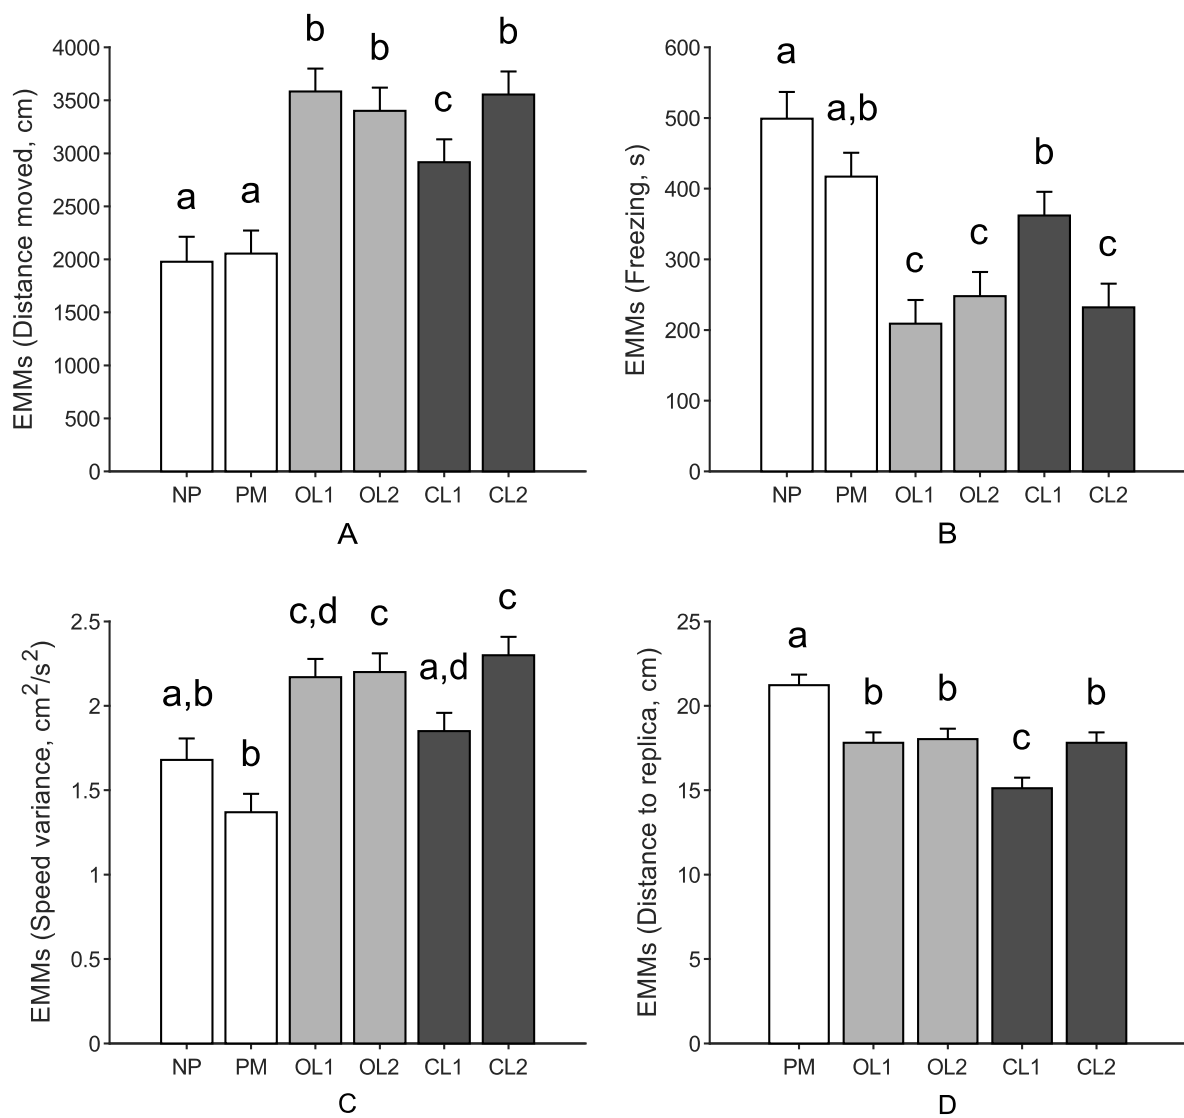 EMMs (Distance moved, cm)
4000
3500
3000
2500
2000
1500
1000
500
0
a
a
b
b
c
b
NP PM OL1 OL2 CL1 CL2
A
EMMs (Freezing, s)
600
500
400
300
200
100
0
a
a,b
c
c
b
c
NP PM OL1 OL2 CL1 CL2
B
EMMs (Speed variance, cm²/s²)
2.5
2
1.5
1
0.5
0
a,b
b
c,d
c
a,d
c
NP PM OL1 OL2 CL1 CL2
C
EMMs (Distance to replica, cm)
25
20
15
10
5
0
a
b
b
c
b
PM OL1 OL2 CL1 CL2
D